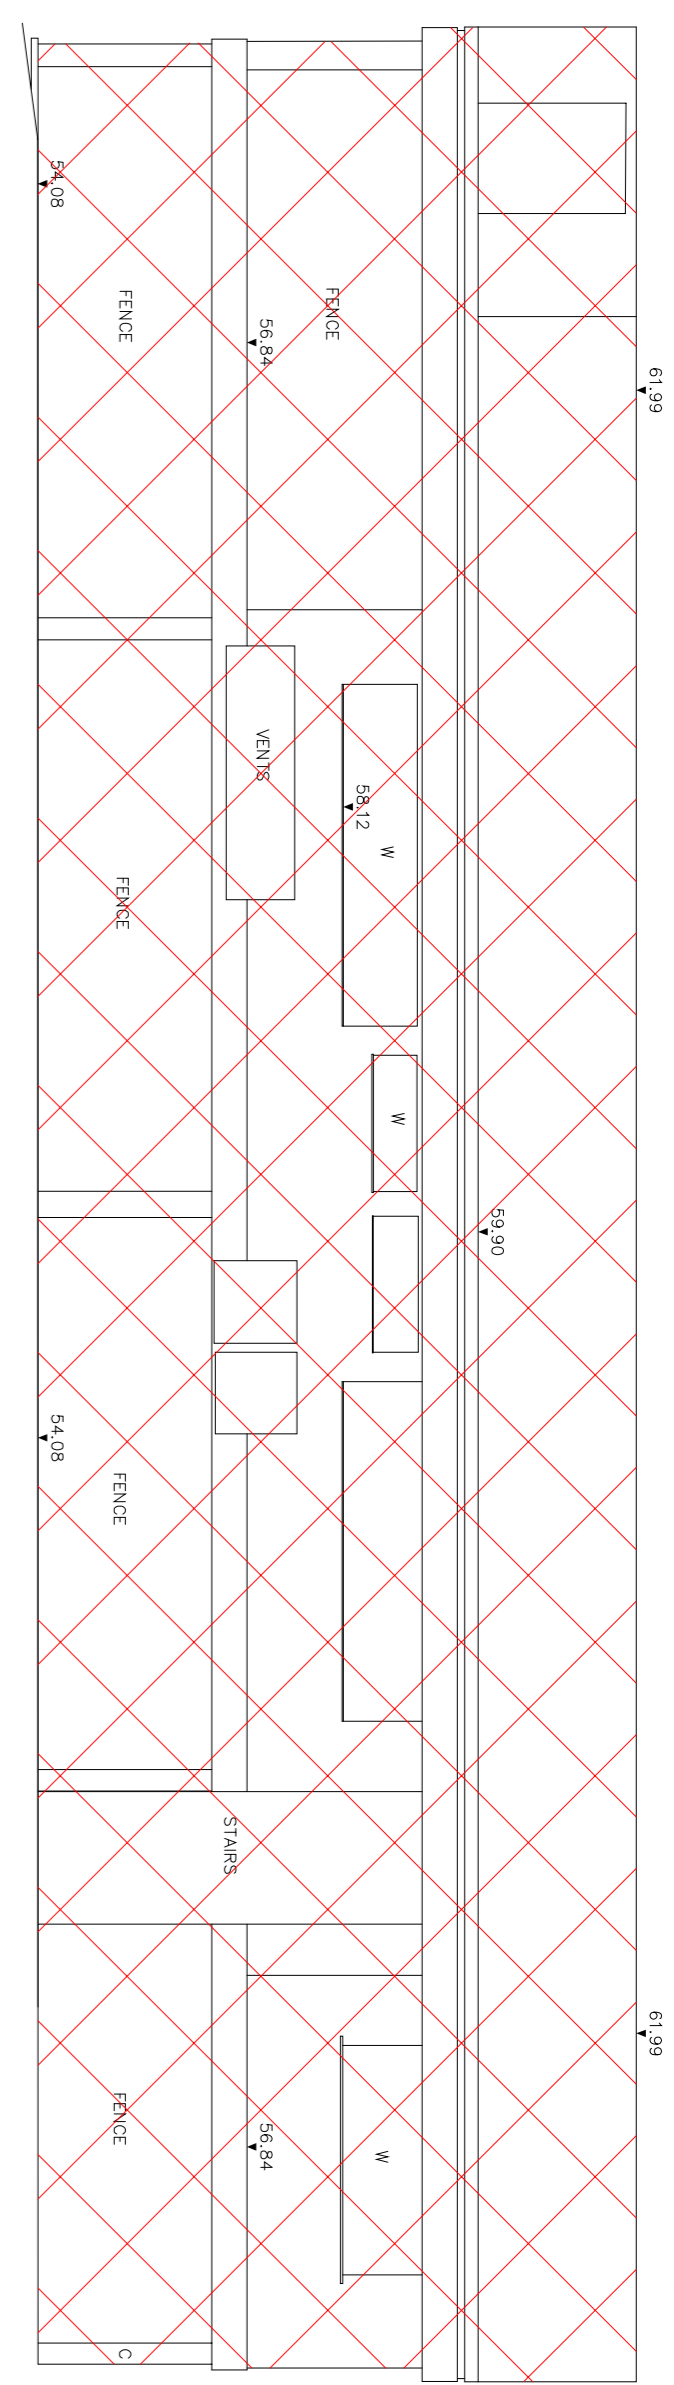 61.99
61.99
59.90
58.12
W
W
W
FENCE
56.84
VENTS
STAIRS
56.84
54.08
FENCE
FENCE
54.08
FENCE
FENCE
C